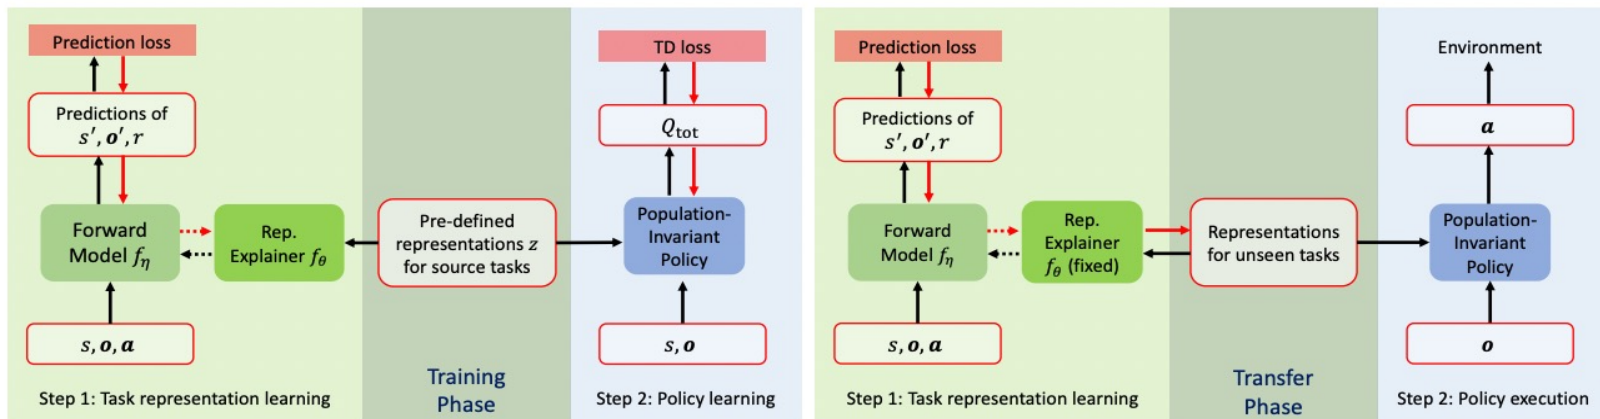 Prediction loss
Predictions of
s′, o′, r
Forward
Model f_η
Rep.
Explainer f_θ
s, o, a
Step 1: Task representation learning
Pre-defined
representations z
for source tasks
Training
Phase
TD loss
Q_tot
Population-
Invariant
Policy
s, o
Step 2: Policy learning
Prediction loss
Predictions of
s′, o′, r
Forward
Model f_η
Rep.
Explainer
f_θ (fixed)
s, o, a
Step 1: Task representation learning
Representations
for unseen tasks
Transfer
Phase
Environment
a
Population-
Invariant
Policy
o
Step 2: Policy execution